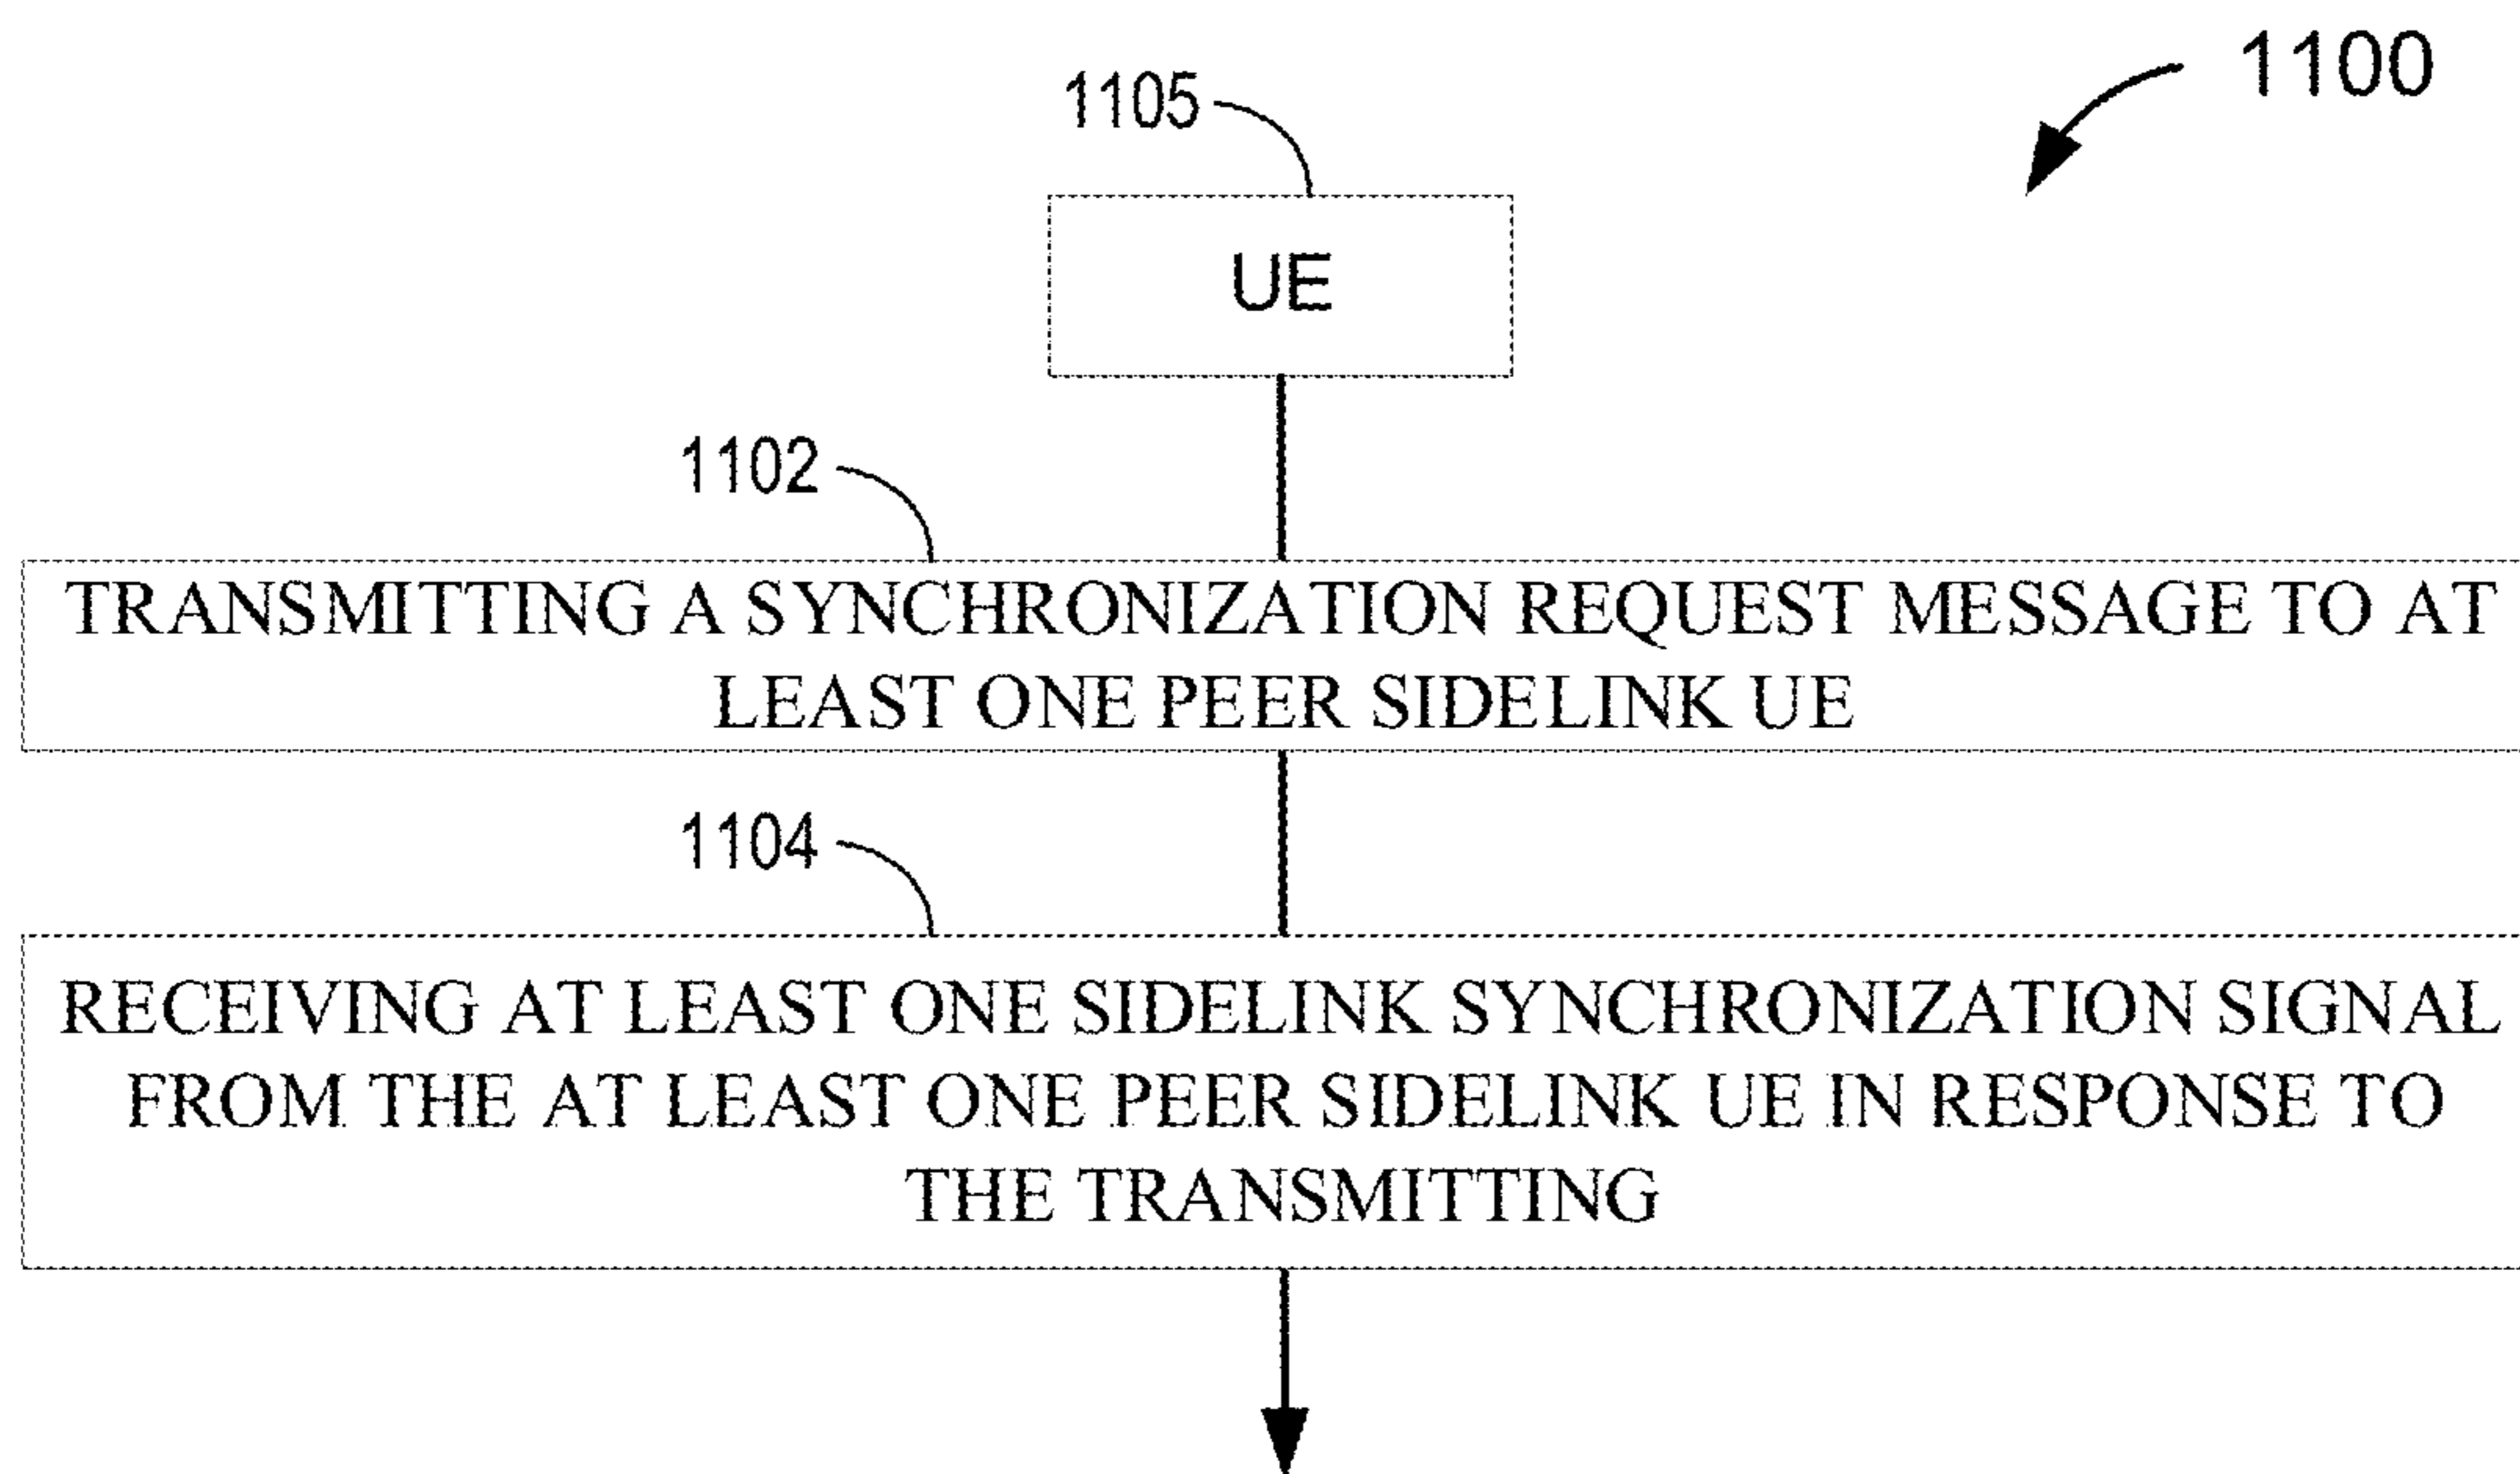 1100
1105
UE
1102
TRANSMITTING A SYNCHRONIZATION REQUEST MESSAGE TO AT
LEAST ONE PEER SIDELINK UE
1104
RECEIVING AT LEAST ONE SIDELINK SYNCHRONIZATION SIGNAL
FROM THE AT LEAST ONE PEER SIDELINK UE IN RESPONSE TO
THE TRANSMITTING